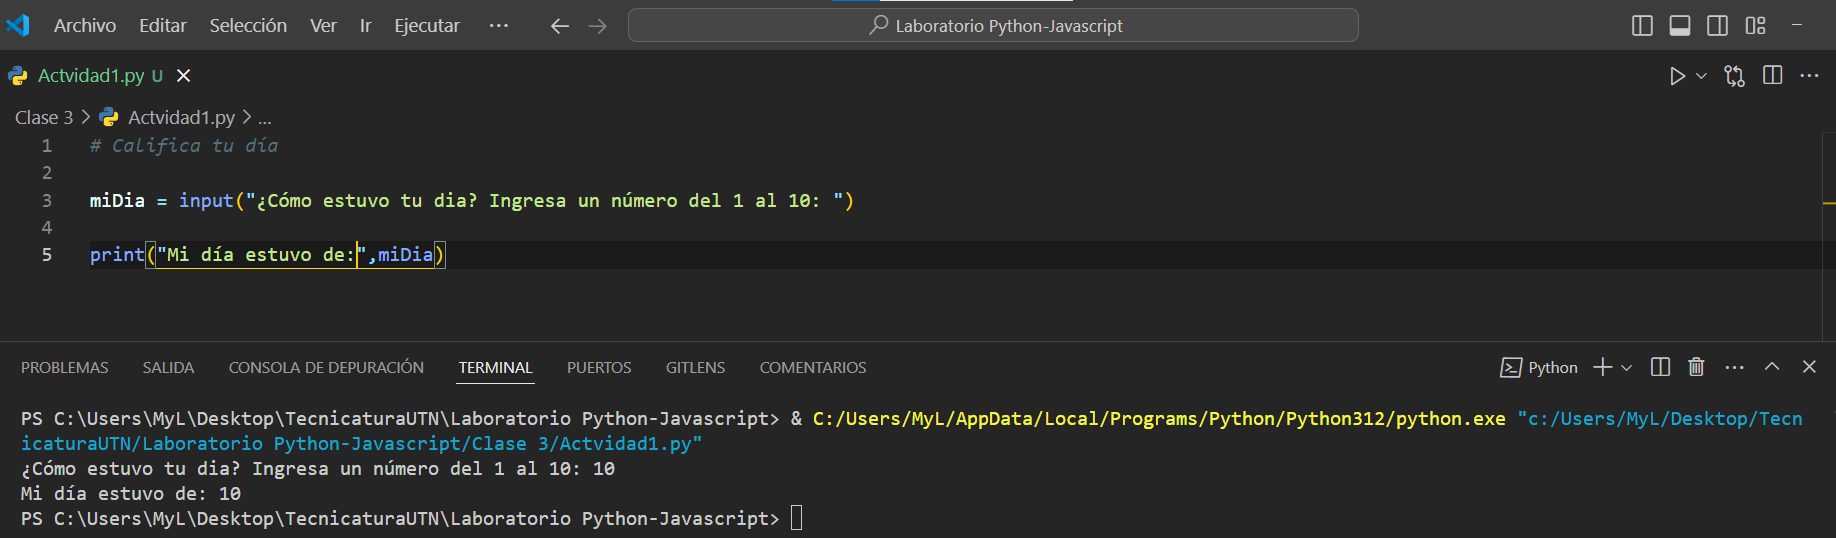 Archivo Editar Selección Ver Ir Ejecutar ··· Laboratorio Python-Javascript
Actvidad1.py U
Clase 3 > Actvidad1.py > ...
1 # Califica tu día
2
3 miDia = input("¿Cómo estuvo tu dia? Ingresa un número del 1 al 10: ")
4
5 print("Mi día estuvo de:",miDia)
PROBLEMAS SALIDA CONSOLA DE DEPURACIÓN TERMINAL PUERTOS GITLENS COMENTARIOS Python
PS C:\Users\MyL\Desktop\TecnicaturaUTN\Laboratorio Python-Javascript> & C:/Users/MyL/AppData/Local/Programs/Python/Python312/python.exe "c:/Users/MyL/Desktop/Tecn
icaturaUTN/Laboratorio Python-Javascript/Clase 3/Actvidad1.py"
¿Cómo estuvo tu dia? Ingresa un número del 1 al 10: 10
Mi día estuvo de: 10
PS C:\Users\MyL\Desktop\TecnicaturaUTN\Laboratorio Python-Javascript>